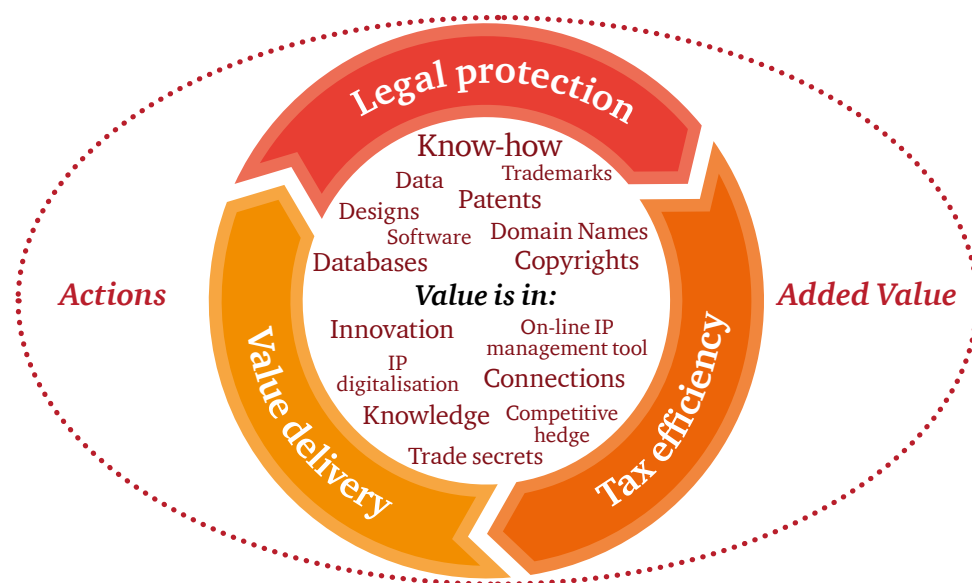 Legal protection
Know-how
Trademarks
Data
Patents
Designs
Software
Domain Names
Databases
Copyrights
Actions
Value is in:
Added Value
Innovation
On-line IP
management tool
IP
digitalisation
Connections
Knowledge
Competitive
hedge
Trade secrets
Value delivery
Tax efficiency